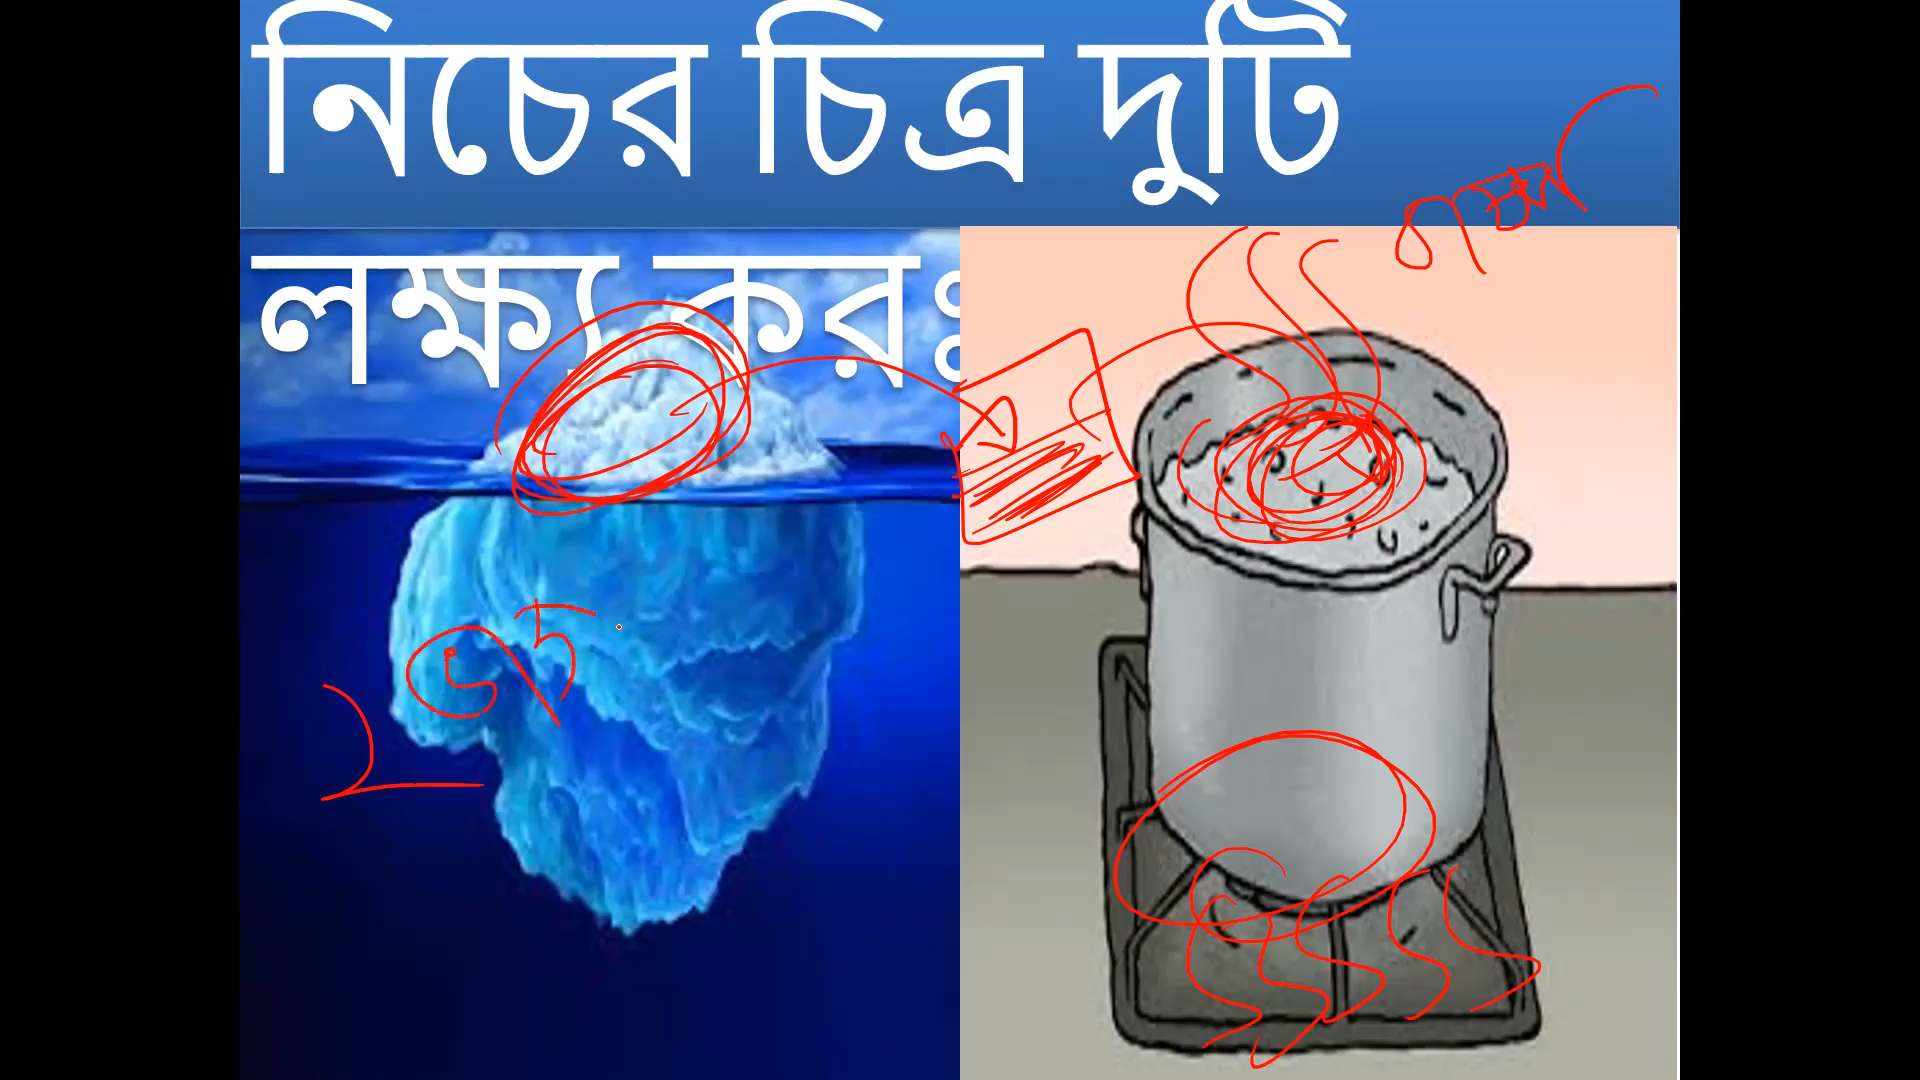 নিচের চিত্র দুটি
লক্ষ্য করঃ